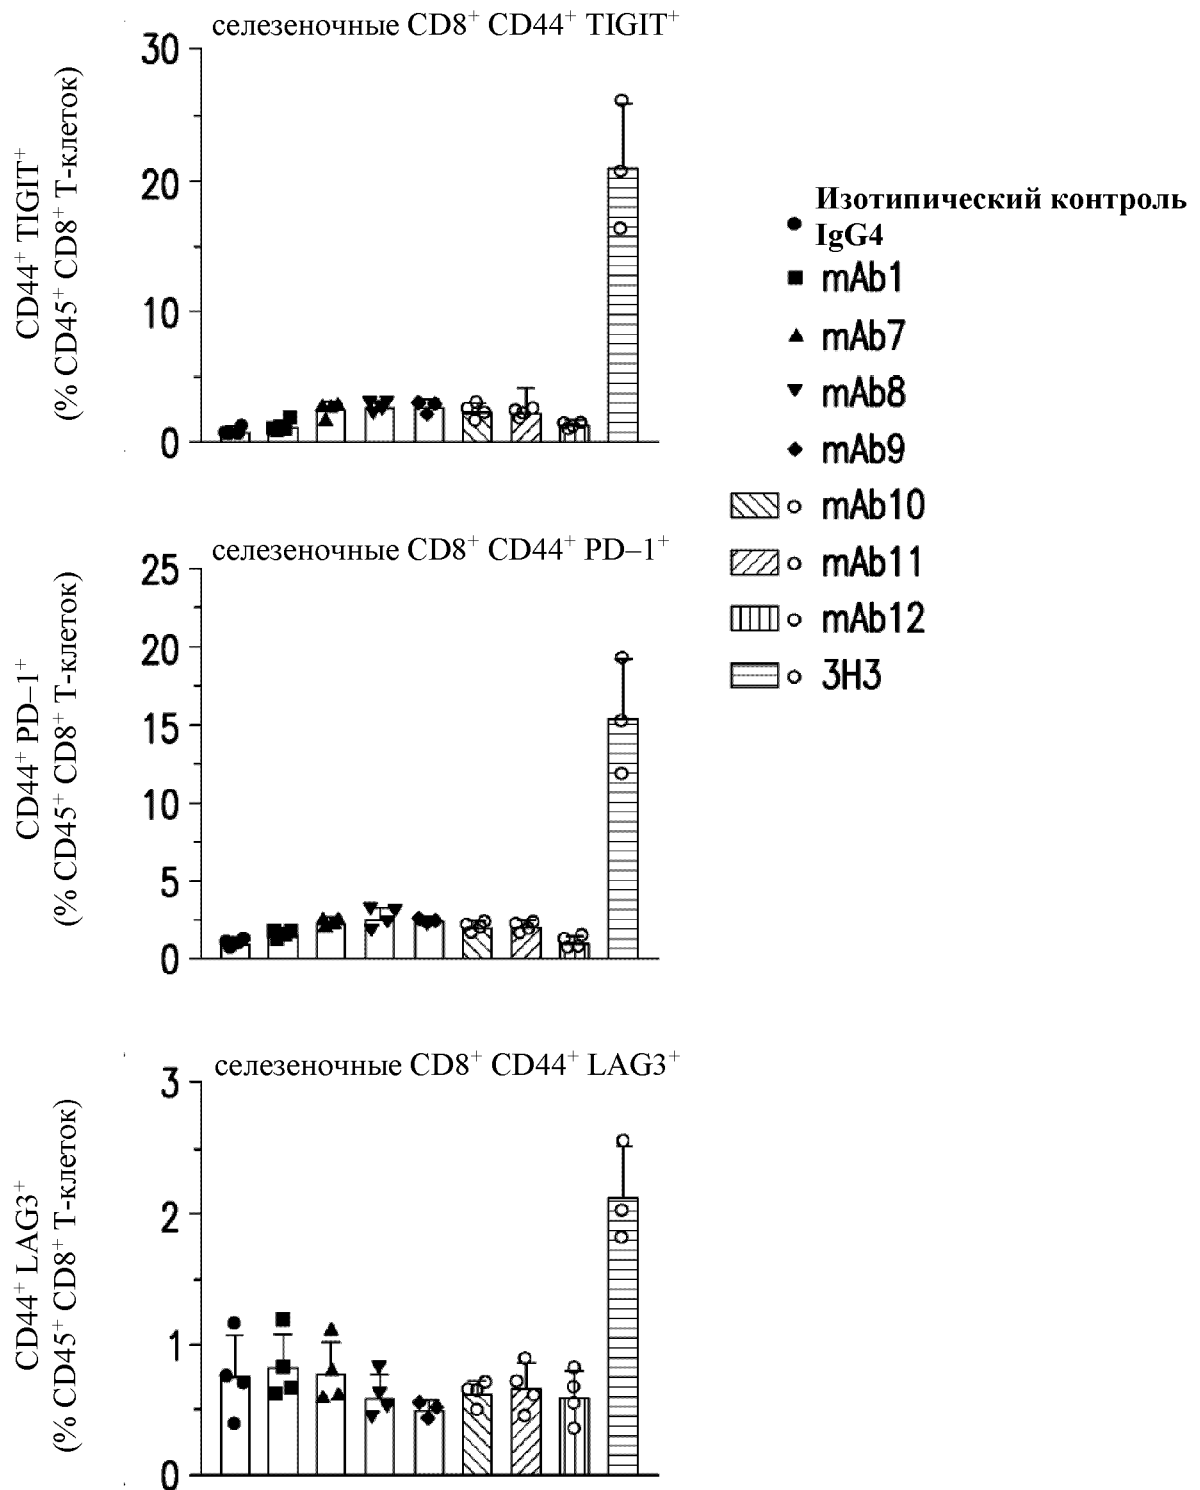 селезеночные CD8⁺ CD44⁺ TIGIT⁺
CD44⁺ TIGIT⁺
(% CD45⁺ CD8⁺ Т-клеток)
30
20
10
0
Изотипический контроль
IgG4
mAb1
mAb7
mAb8
mAb9
mAb10
mAb11
mAb12
3H3
селезеночные CD8⁺ CD44⁺ PD–1⁺
CD44⁺ PD–1⁺
(% CD45⁺ CD8⁺ Т-клеток)
25
20
15
10
5
0
селезеночные CD8⁺ CD44⁺ LAG3⁺
CD44⁺ LAG3⁺
(% CD45⁺ CD8⁺ Т-клеток)
3
2
1
0